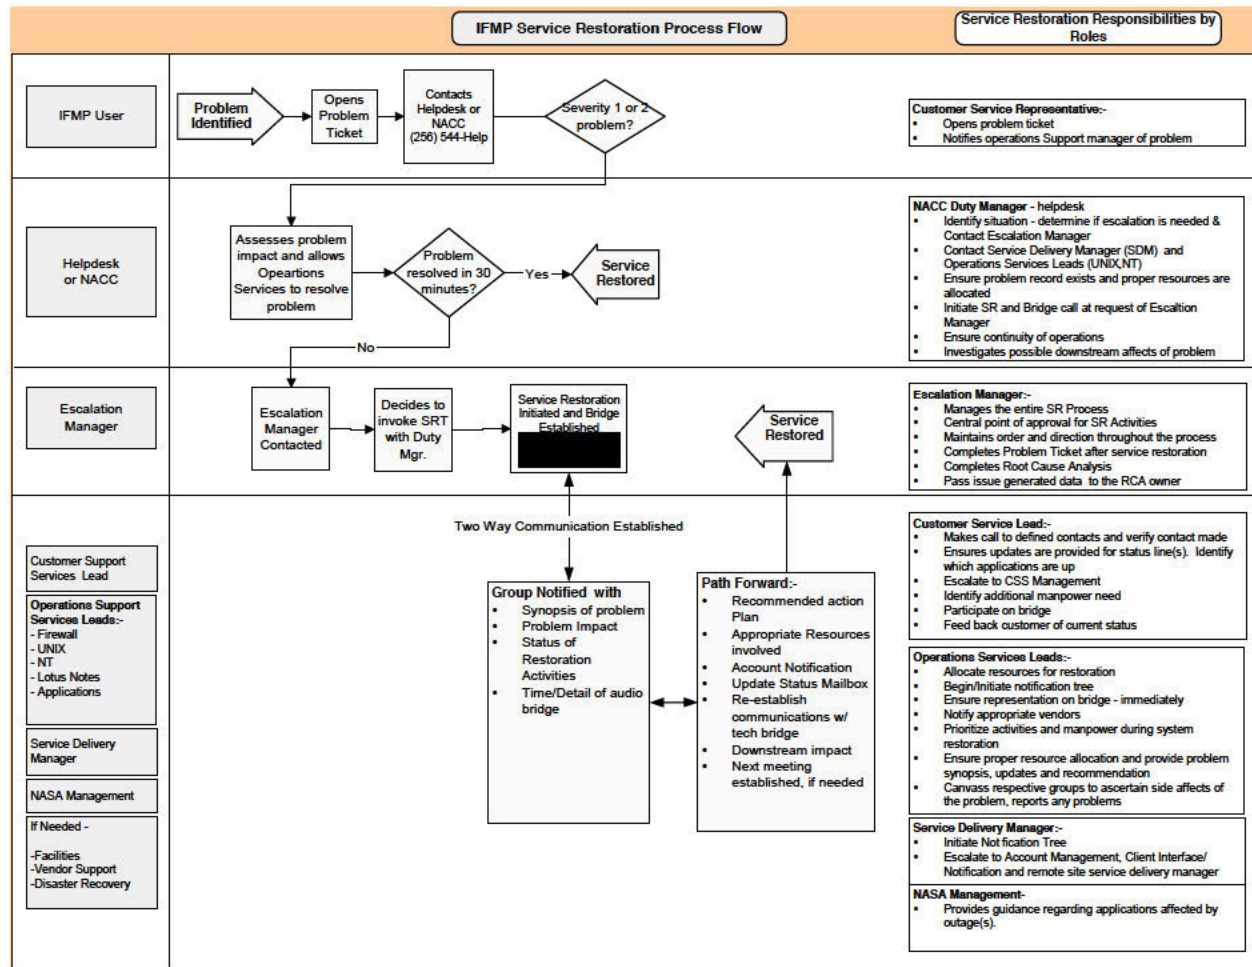 IFMP Service Restoration Process Flow
Service Restoration Responsibilities by
Roles
IFMP User
Problem
Identified
Opens
Problem
Ticket
Contacts
Helpdesk or
NACC
(256) 544-Help
Severity 1 or 2
problem?
Customer Service Representative:-
• Opens problem ticket
• Notifies operations Support manager of problem
Helpdesk
or NACC
Assesses problem
impact and allows
Opeartions
Services to resolve
problem
Problem
resolved in 30
minutes?
Yes
Service
Restored
No
NACC Duty Manager - helpdesk
• Identify situation - determine if escalation is needed &
Contact Escalation Manager
• Contact Service Delivery Manager (SDM) and
Operations Services Leads (UNIX,NT)
• Ensure problem record exists and proper resources are
allocated
• Initiate SR and Bridge call at request of Escaltion
Manager
• Ensure continuity of operations
• Investigates possible downstream affects of problem
Escalation
Manager
Escalation
Manager
Contacted
Decides to
invoke SRT
with Duty
Mgr.
Service Restoration
Initiated and Bridge
Established
Service
Restored
Escalation Manager:-
• Manages the entire SR Process
• Central point of approval for SR Activities
• Maintains order and direction throughout the process
• Completes Problem Ticket after service restoration
• Completes Root Cause Analysis
• Pass issue generated data to the RCA owner
Two Way Communication Established
Customer Support
Services Lead
Operations Support
Services Leads:-
- Firewall
- UNIX
- NT
- Lotus Notes
- Applications
Service Delivery
Manager
NASA Management
If Needed -
-Facilities
-Vendor Support
-Disaster Recovery
Group Notified with
• Synopsis of problem
• Problem Impact
• Status of
Restoration
Activities
• Time/Detail of audio
bridge
Path Forward:-
• Recommended action
Plan
• Appropriate Resources
involved
• Account Notification
• Update Status Mailbox
• Re-establish
communications w/
tech bridge
• Downstream impact
• Next meeting
established, if needed
Customer Service Lead:-
• Makes call to defined contacts and verify contact made
• Ensures updates are provided for status line(s). Identify
which applications are up
• Escalate to CSS Management
• Identify additional manpower need
• Participate on bridge
• Feed back customer of current status
Operations Services Leads:-
• Allocate resources for restoration
• Begin/Initiate notification tree
• Ensure representation on bridge - immediately
• Notify appropriate vendors
• Prioritize activities and manpower during system
restoration
• Ensure proper resource allocation and provide problem
synopsis, updates and recommendation
• Canvass respective groups to ascertain side affects of
the problem, reports any problems
Service Delivery Manager:-
• Initiate Not fication Tree
• Escalate to Account Management, Client Interface/
Notification and remote site service delivery manager
NASA Management-
• Provides guidance regarding applications affected by
outage(s).